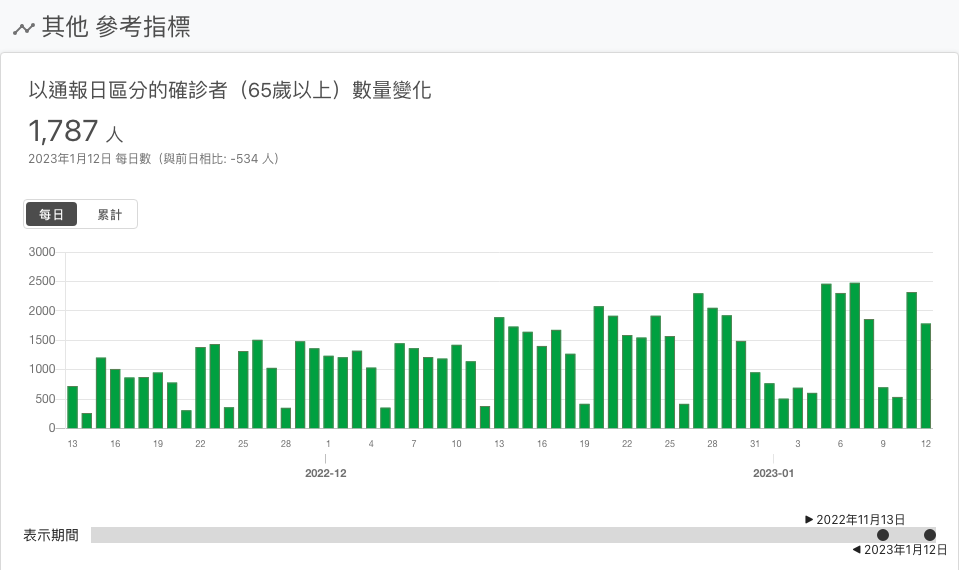 其他 參考指標
以通報日區分的確診者（65歲以上）數量變化
1,787 人
2023年1月12日 每日數（與前日相比: -534 人）
每日 累計
3000
2500
2000
1500
1000
500
0
13 16 19 22 25 28 1 4 7 10 13 16 19 22 25 28 31 3 6 9 12
2022-12 2023-01
▶ 2022年11月13日
表示期間
◀ 2023年1月12日